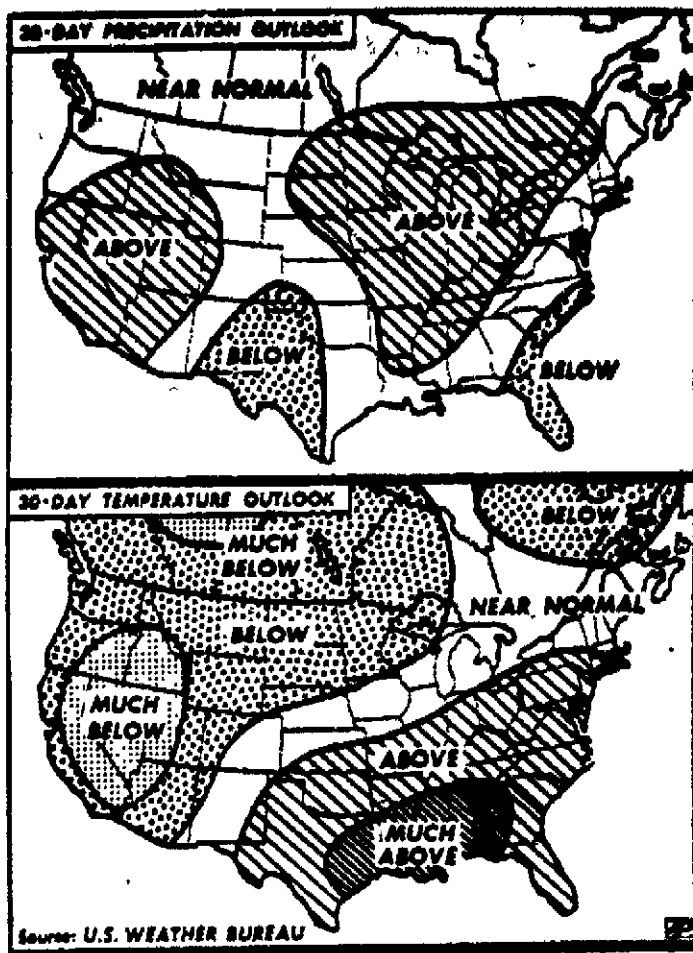 30-DAY PRECIPITATION OUTLOOK
NEAR NORMAL
ABOVE
ABOVE
BELOW
BELOW
30-DAY TEMPERATURE OUTLOOK
BELOW
MUCH
BELOW
NEAR NORMAL
BELOW
MUCH
BELOW
ABOVE
MUCH
ABOVE
Source: U.S. WEATHER BUREAU